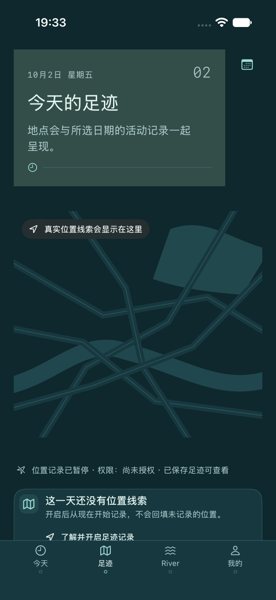 19:33
10月2日 星期五
02
今天的足迹
地点会与所选日期的活动记录一起
呈现。
真实位置线索会显示在这里
位置记录已暂停 · 权限：尚未授权 · 已保存足迹可查看
这一天还没有位置线索
开启后从现在开始记录，不会回填未记录的位置。
了解并开启足迹记录
今天
足迹
River
我的